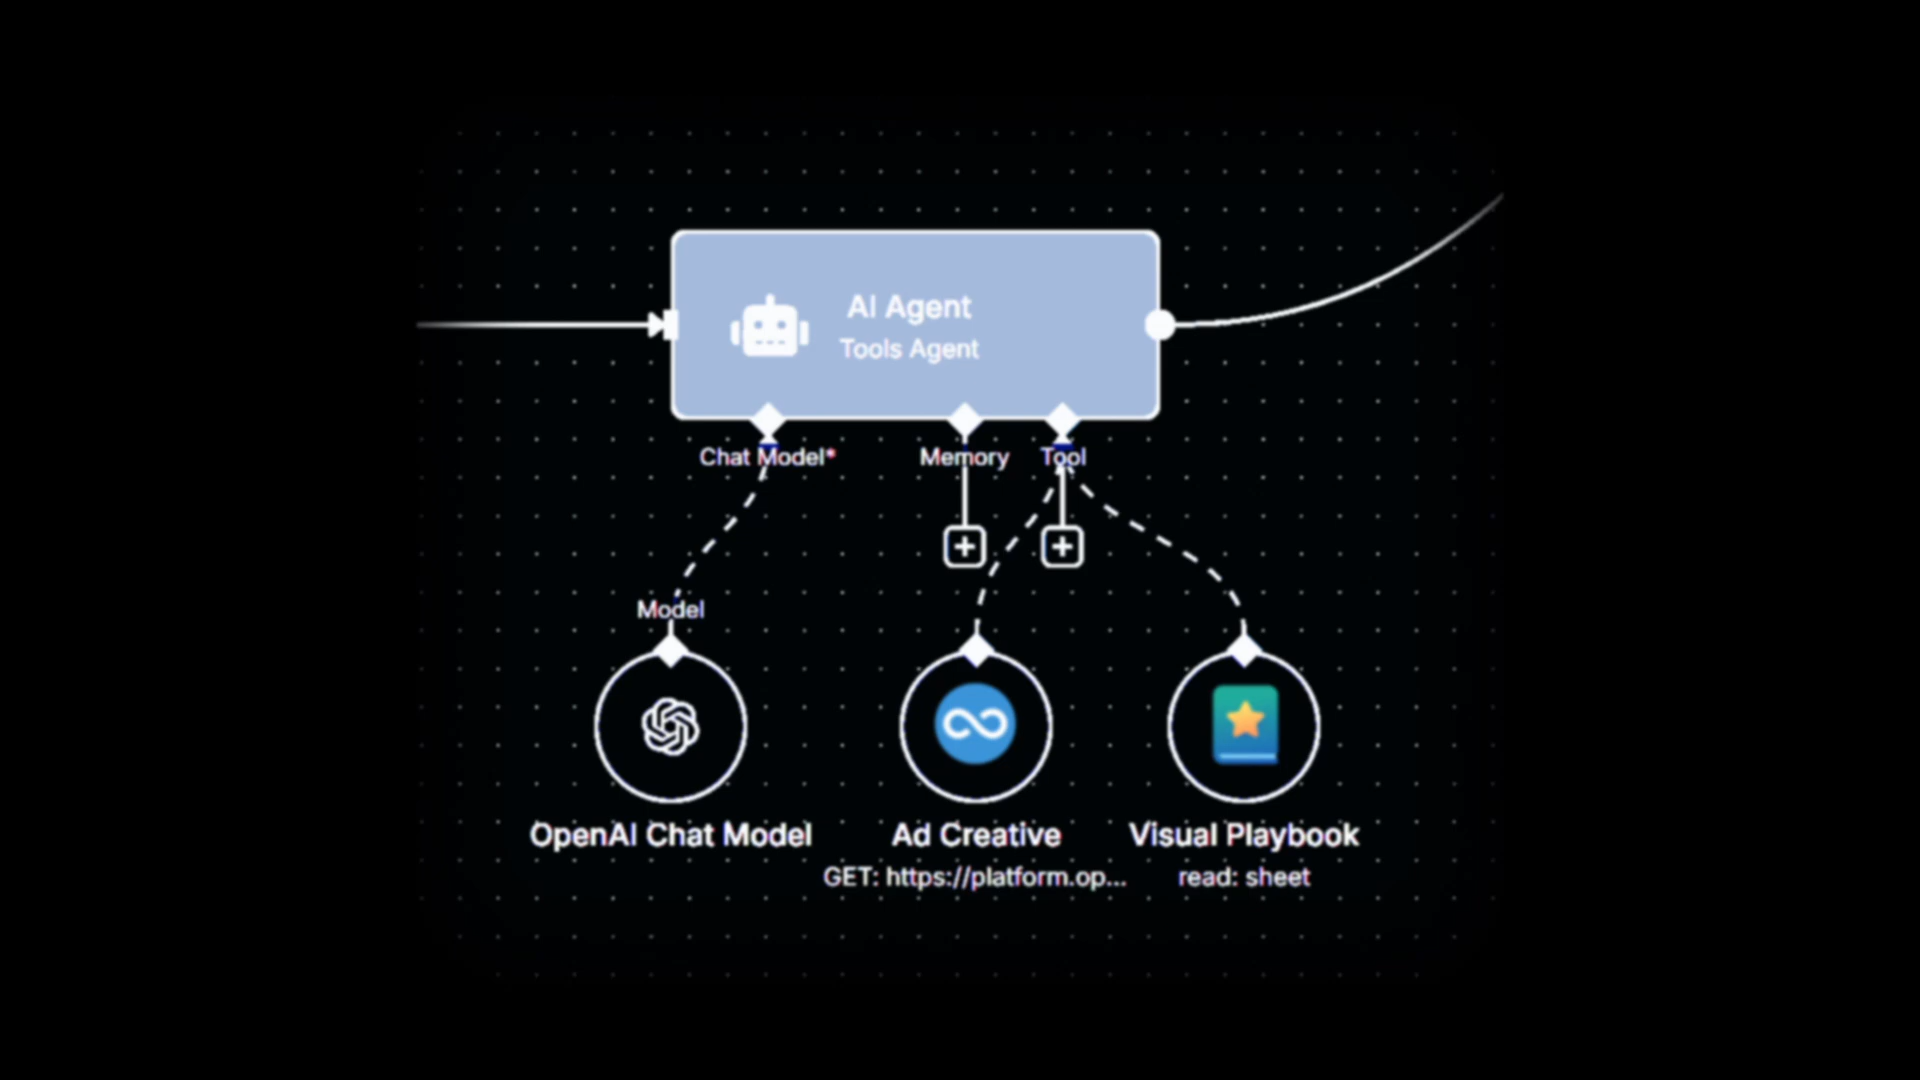 AI Agent
Tools Agent
Chat Model*
Memory
Tool
Model
OpenAI Chat Model
Ad Creative
GET: https://platform.op...
Visual Playbook
read: sheet